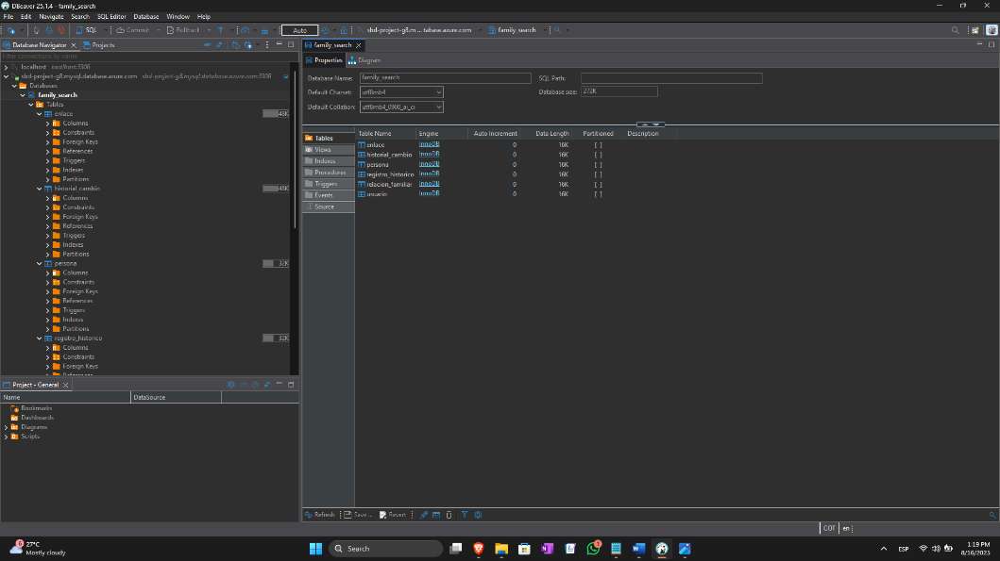 DBeaver 25.1.4 - family_search
File Edit Navigate Search SQL Editor Database Window Help
SQL Commit Rollback T Auto sbd-project-g8.m... tabase.azure.com family_search
Database Navigator Projects
Filter connections by name
localhost localhost:3306
sbd-project-g8.mysql.database.azure.com sbd-project-g8.mysql.database.azure.com:3306
Databases
family_search
Tables
enlace 48K
Columns
Constraints
Foreign Keys
References
Triggers
Indexes
Partitions
historial_cambio 48K
Columns
Constraints
Foreign Keys
References
Triggers
Indexes
Partitions
persona 32K
Columns
Constraints
Foreign Keys
References
Triggers
Indexes
Partitions
registro_historico 32K
Columns
Constraints
Foreign Keys
References
Project - General
Name DataSource
Bookmarks
Dashboards
Diagrams
Scripts
family_search
Properties Diagram
Database Name: family_search SQL Path:
Default Charset: utf8mb4 Database size: 272K
Default Collation: utf8mb4_0900_ai_ci
Tables
Views
Indexes
Procedures
Triggers
Events
Source
Table Name Engine Auto Increment Data Length Partitioned Description
enlace InnoDB 0 16K [ ]
historial_cambio InnoDB 0 16K [ ]
persona InnoDB 0 16K [ ]
registro_historico InnoDB 0 16K [ ]
relacion_familiar InnoDB 0 16K [ ]
usuario InnoDB 0 16K [ ]
Refresh Save ... Revert
COT en
27°C
Mostly cloudy
Search
1
ESP
1:19 PM
8/16/2025